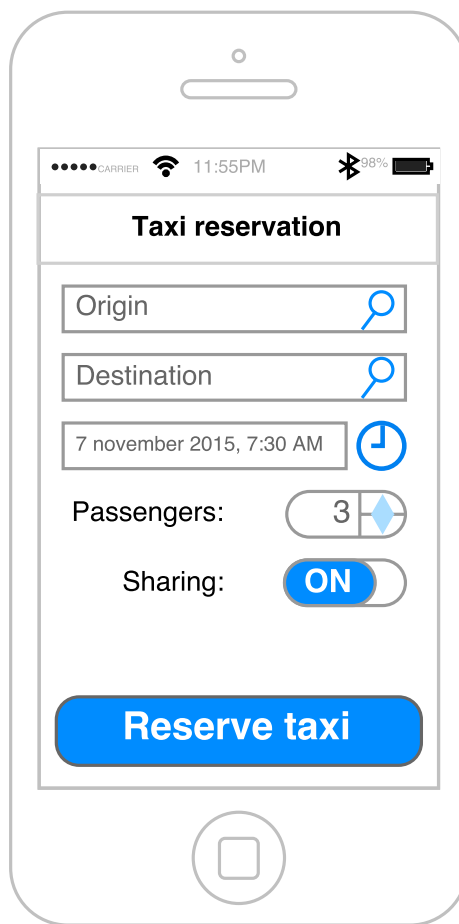 CARRIER 11:55PM 98%
Taxi reservation
Origin
Destination
7 november 2015, 7:30 AM
Passengers: 3
Sharing: ON
Reserve taxi